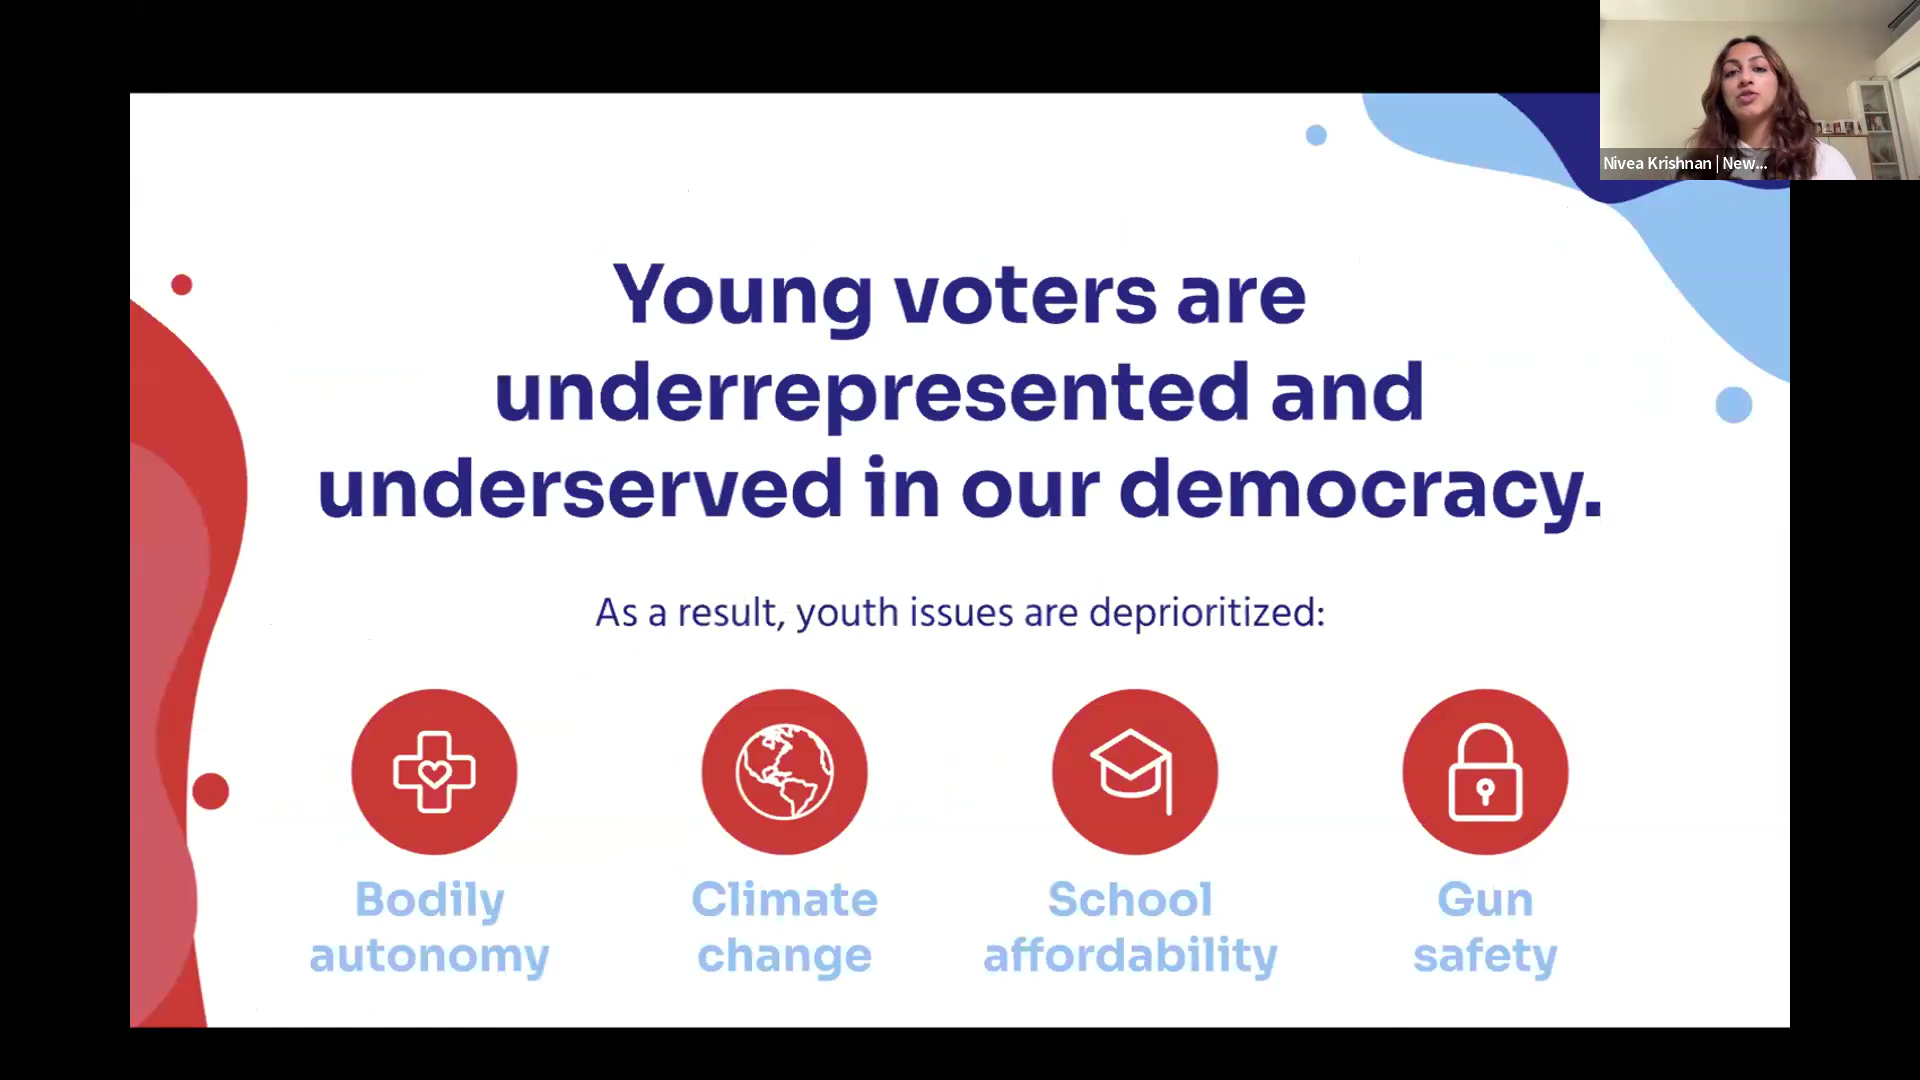 Nivea Krishnan | New...
Young voters are
underrepresented and
underserved in our democracy.
As a result, youth issues are deprioritized:
Bodily
autonomy
Climate
change
School
affordability
Gun
safety